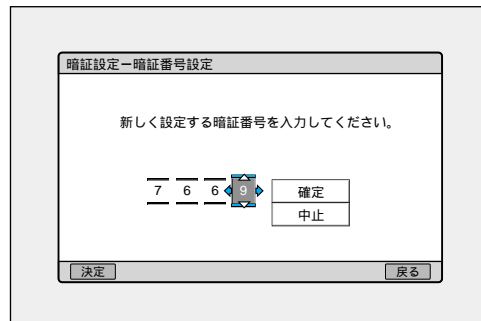 暗証設定ー暗証番号設定
新しく設定する暗証番号を入力してください。
7 6 6 9
確定
中止
決定 戻る